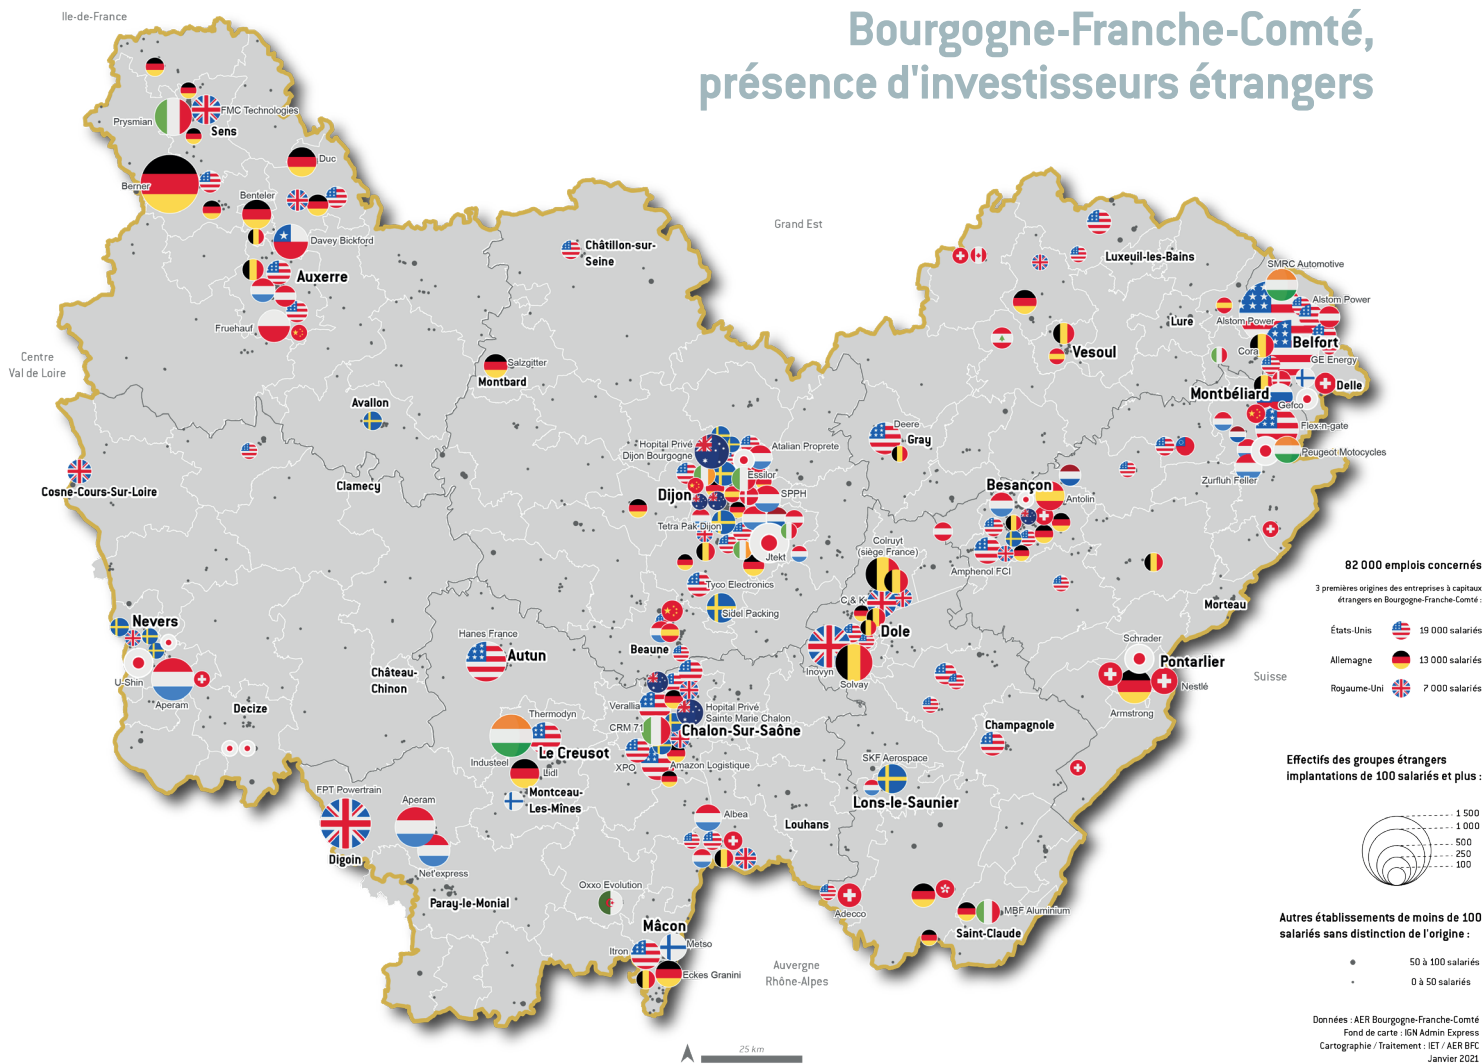 Bourgogne-Franche-Comté,
présence d'investisseurs étrangers
Ile-de-France
Grand Est
Centre
Val de Loire
Suisse
Auvergne
Rhône-Alpes
Prysmian
FMC Technologies
Sens
Duc
Berner
Benteler
Davey Bickford
Auxerre
Fruehauf
Châtillon-sur-
Seine
Salzgitter
Montbard
Avallon
Clamecy
Cosne-Cours-Sur-Loire
Luxeuil-les-Bains
SMRC Automotive
Alstom Power
Alstom Power
Lure
Belfort
Cora
GE Energy
Vesoul
Montbéliard
Delle
Gefco
Flex-n-gate
Peugeot Motocycles
Zurfluh Feller
Deere
Gray
Hopital Privé
Dijon Bourgogne
Atalian Proprete
Essilor
Dijon
SPPH
Tetra Pak Dijon
Jtekt
Tyco Electronics
Sidel Packing
Besançon
Antolin
Amphenol FCI
Colruyt
(siège France)
C & K
Dole
Inovyn
Solvay
Morteau
Schrader
Pontarlier
Nestlé
Armstrong
Nevers
U-Shin
Aperam
Decize
Château-
Chinon
Hanes France
Autun
Beaune
Verallia
Hopital Privé
Sainte Marie Chalon
CRM 71
Chalon-Sur-Saône
XPO
Amazon Logistique
Thermodyn
Le Creusot
Industeel
Lidl
Montceau-
Les-Mînes
Champagnole
SKF Aerospace
Lons-le-Saunier
FPT Powertrain
Digoin
Aperam
Net'express
Albea
Louhans
Paray-le-Monial
Oxxo Evolution
Mâcon
Itron
Metso
Eckes Granini
Adecco
MBF Aluminium
Saint-Claude
82 000 emplois concernés
3 premières origines des entreprises à capitaux
étrangers en Bourgogne-Franche-Comté :
États-Unis 19 000 salariés
Allemagne 13 000 salariés
Royaume-Uni 7 000 salariés
Effectifs des groupes étrangers
implantations de 100 salariés et plus :
1 500
1 000
500
250
100
Autres établissements de moins de 100
salariés sans distinction de l'origine :
50 à 100 salariés
0 à 50 salariés
Données : AER Bourgogne-Franche-Comté
Fond de carte : IGN Admin Express
Cartographie / Traitement : IET / AER BFC
Janvier 2021
25 km